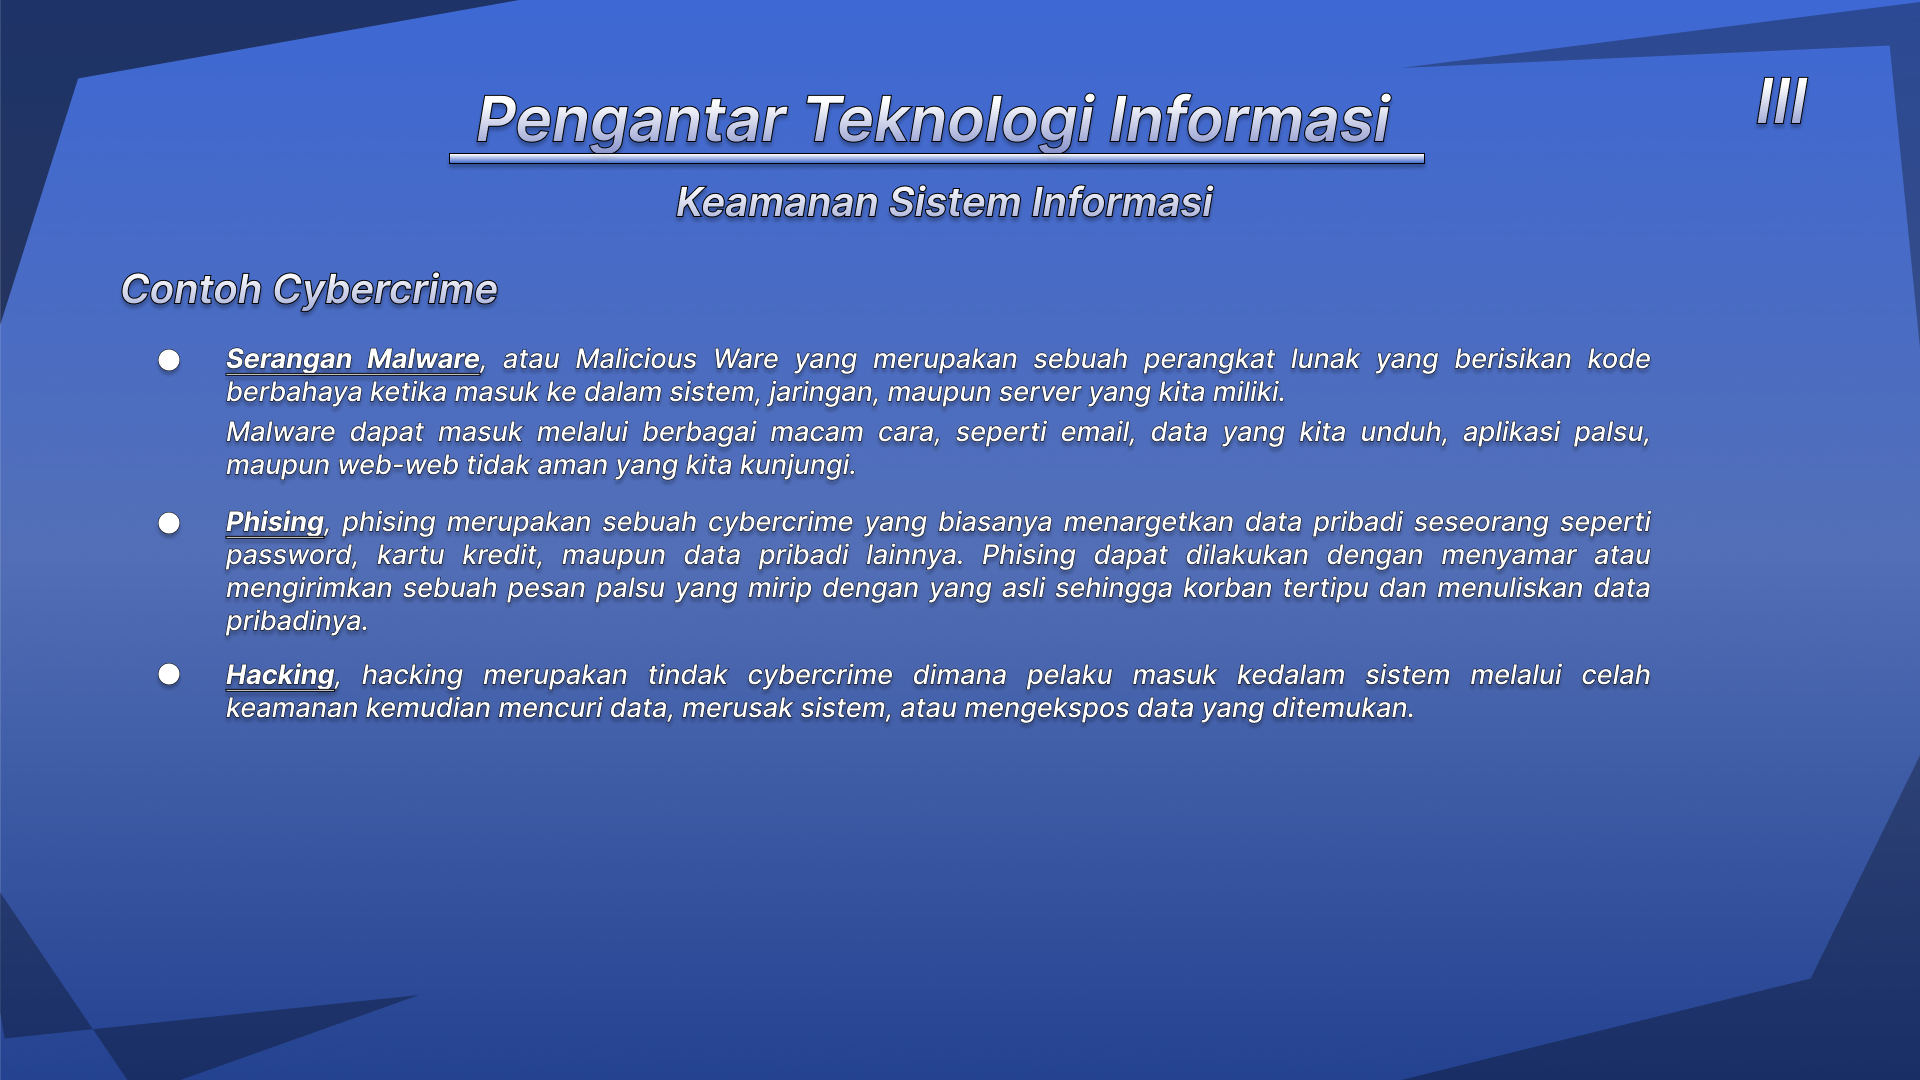 Pengantar Teknologi Informasi
III
Keamanan Sistem Informasi
Contoh Cybercrime
Serangan Malware, atau Malicious Ware yang merupakan sebuah perangkat lunak yang berisikan kode
berbahaya ketika masuk ke dalam sistem, jaringan, maupun server yang kita miliki.
Malware dapat masuk melalui berbagai macam cara, seperti email, data yang kita unduh, aplikasi palsu,
maupun web-web tidak aman yang kita kunjungi.
Phising, phising merupakan sebuah cybercrime yang biasanya menargetkan data pribadi seseorang seperti
password, kartu kredit, maupun data pribadi lainnya. Phising dapat dilakukan dengan menyamar atau
mengirimkan sebuah pesan palsu yang mirip dengan yang asli sehingga korban tertipu dan menuliskan data
pribadinya.
Hacking, hacking merupakan tindak cybercrime dimana pelaku masuk kedalam sistem melalui celah
keamanan kemudian mencuri data, merusak sistem, atau mengekspos data yang ditemukan.